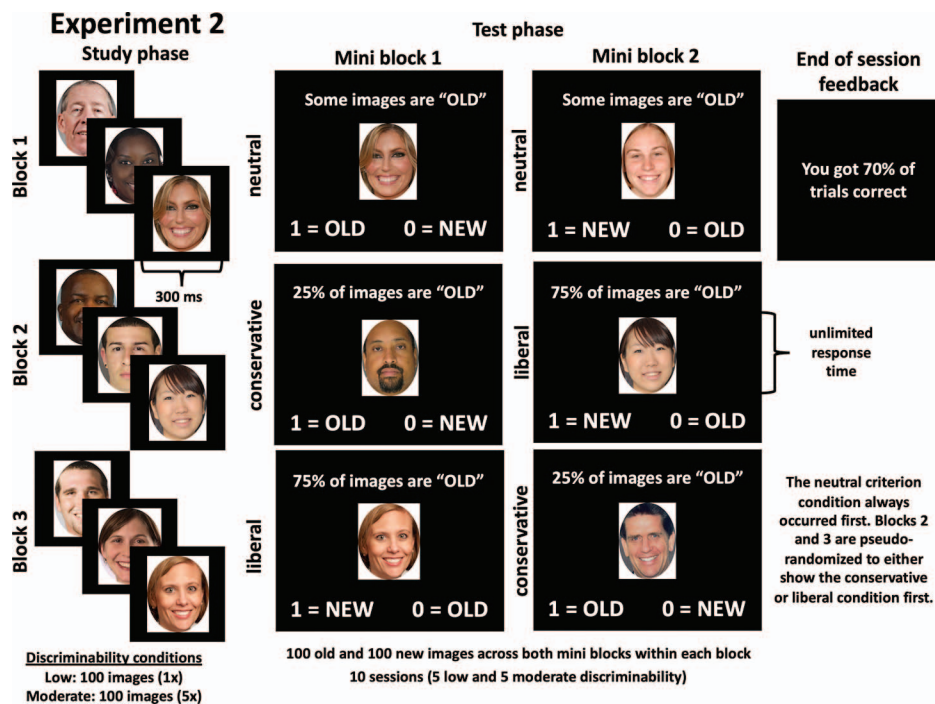 Experiment 2
Study phase
Test phase
Mini block 1
Mini block 2
End of session
feedback
Block 1
neutral
Some images are “OLD”
1 = OLD 0 = NEW
neutral
Some images are “OLD”
1 = NEW 0 = OLD
You got 70% of
trials correct
300 ms
Block 2
conservative
25% of images are “OLD”
1 = OLD 0 = NEW
liberal
75% of images are “OLD”
1 = NEW 0 = OLD
unlimited
response
time
Block 3
liberal
75% of images are “OLD”
1 = NEW 0 = OLD
conservative
25% of images are “OLD”
1 = OLD 0 = NEW
The neutral criterion
condition always
occurred first. Blocks 2
and 3 are pseudo-
randomized to either
show the conservative
or liberal condition first.
Discriminability conditions
Low: 100 images (1x)
Moderate: 100 images (5x)
100 old and 100 new images across both mini blocks within each block
10 sessions (5 low and 5 moderate discriminability)